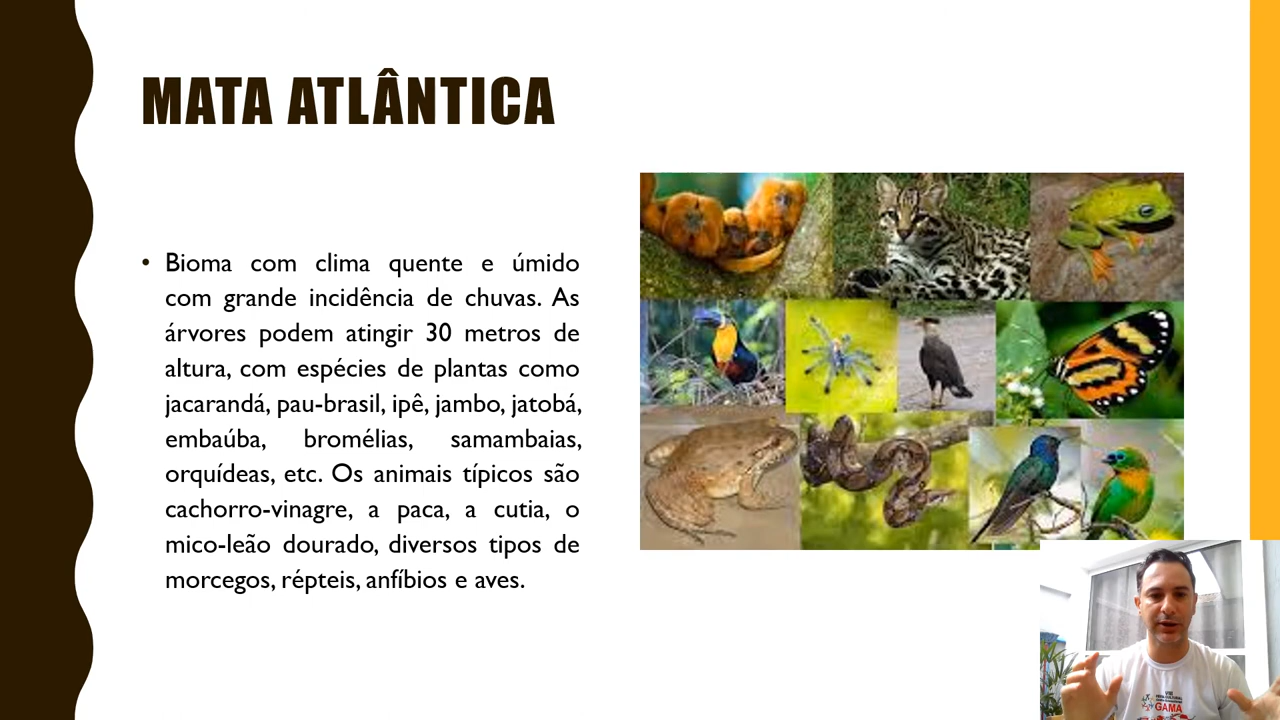 MATA ATLÂNTICA
• Bioma com clima quente e úmido
com grande incidência de chuvas. As
árvores podem atingir 30 metros de
altura, com espécies de plantas como
jacarandá, pau-brasil, ipê, jambo, jatobá,
embaúba, bromélias, samambaias,
orquídeas, etc. Os animais típicos são
cachorro-vinagre, a paca, a cutia, o
mico-leão dourado, diversos tipos de
morcegos, répteis, anfíbios e aves.
VIII
GAMA